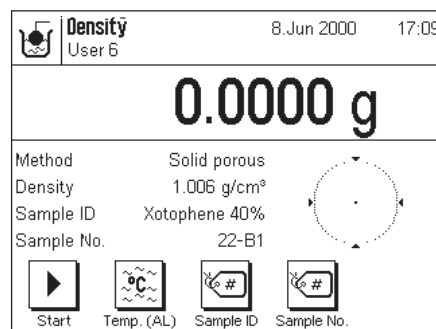 Density 8.Jun 2000 17:09
User 6
0.0000 g
Method Solid porous
Density 1.006 g/cm³
Sample ID Xotophene 40%
Sample No. 22-B1
°C # #
Start Temp. (AL) Sample ID Sample No.